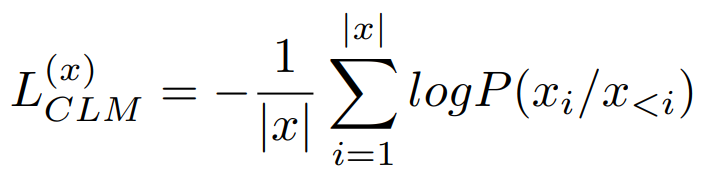 L_{CLM}^{(x)} = -\frac{1}{|x|} \sum_{i=1}^{|x|} logP(x_i/x_{<i})